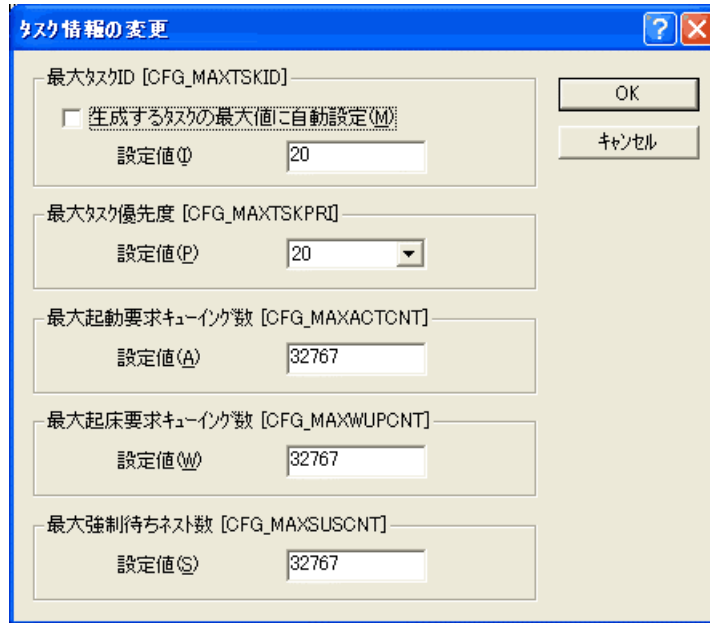 タスク情報の変更
最大タスクID [CFG_MAXTSKID]
生成するタスクの最大値に自動設定(M)
設定値(I) 20
最大タスク優先度 [CFG_MAXTSKPRI]
設定値(P) 20
最大起動要求キューイング数 [CFG_MAXACTCNT]
設定値(A) 32767
最大起床要求キューイング数 [CFG_MAXWUPCNT]
設定値(W) 32767
最大強制待ちネスト数 [CFG_MAXSUSCNT]
設定値(S) 32767
OK
キャンセル